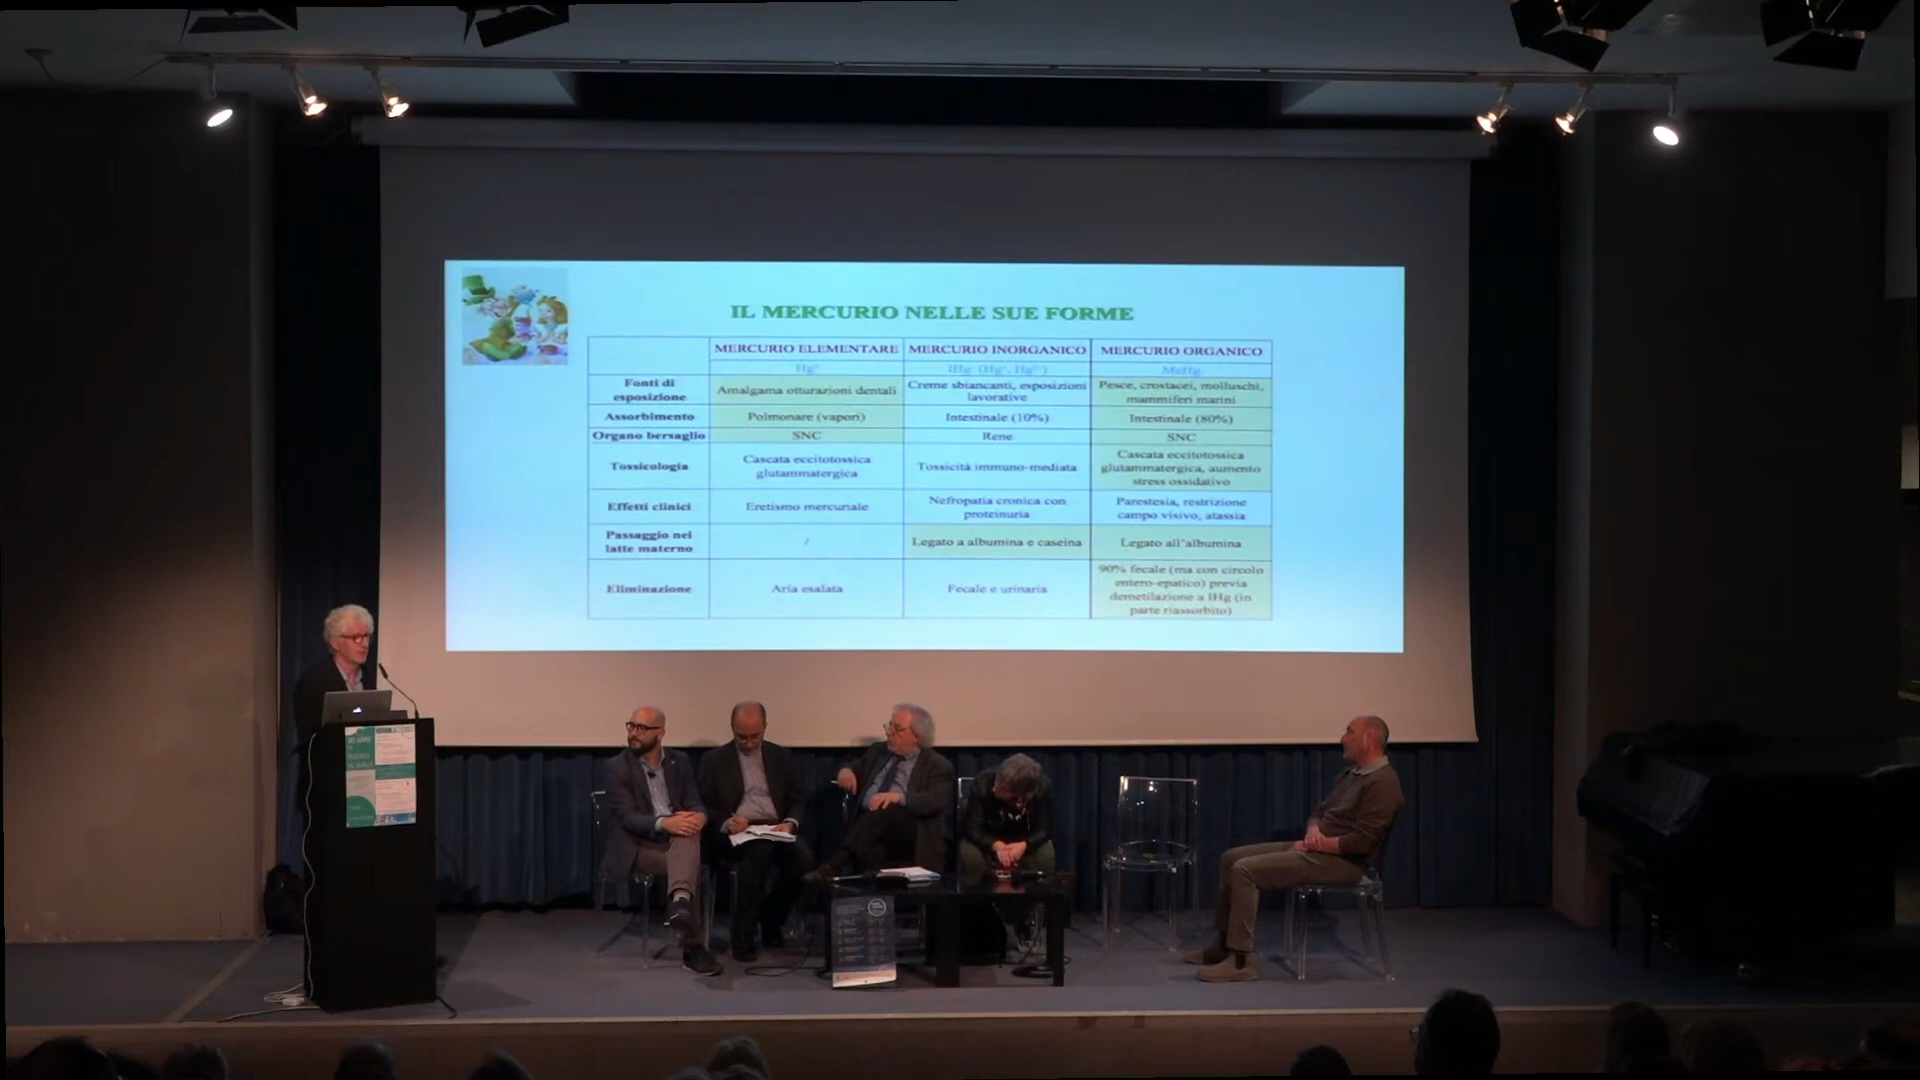 IL MERCURIO NELLE SUE FORME
MERCURIO ELEMENTARE MERCURIO INORGANICO MERCURIO ORGANICO
Hg° IHg (Hg⁺, Hg²⁺) MeHg
Fonti di
esposizione
Amalgama otturazioni dentali
Creme sbiancanti, esposizioni
lavorative
Pesce, crostacei, molluschi,
mammiferi marini
Assorbimento Polmonare (vapori) Intestinale (10%) Intestinale (80%)
Organo bersaglio SNC Rene SNC
Tossicologia
Cascata eccitotossica
glutammatergica
Tossicità immuno-mediata
Cascata eccitotossica
glutammatergica, aumento
stress ossidativo
Effetti clinici Eretismo mercuriale
Nefropatia cronica con
proteinuria
Parestesia, restrizione
campo visivo, atassia
Passaggio nel
latte materno
/
Legato a albumina e caseina
Legato all'albumina
Eliminazione Aria esalata Fecale e urinaria
90% fecale (ma con circolo
entero-epatico) previa
demetilazione a IHg (in
parte riassorbito)